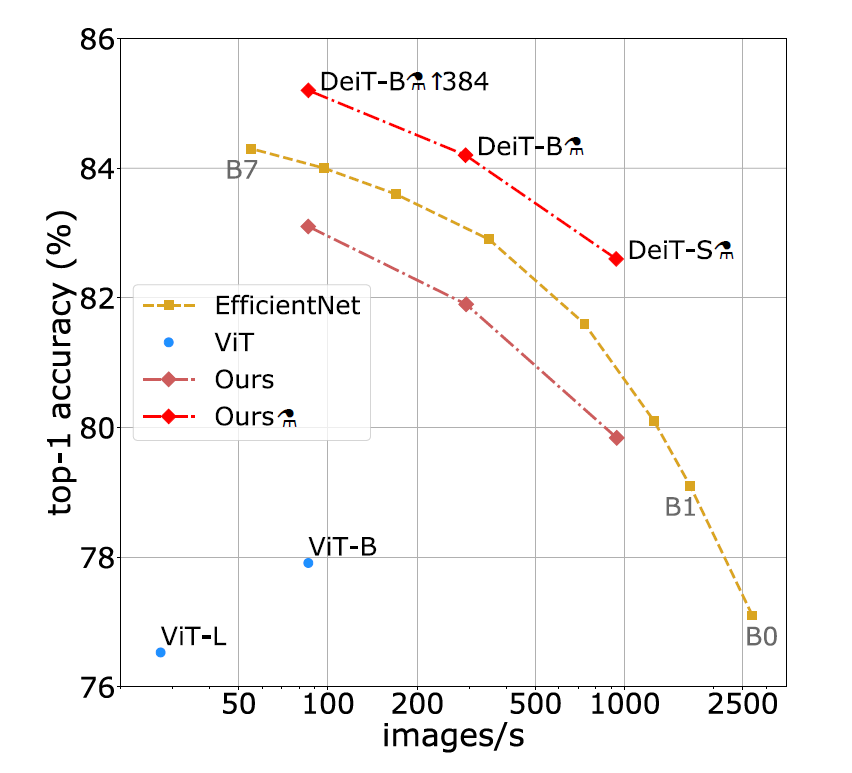 86
84
82
80
78
76
top-1 accuracy (%)
DeiT-B⚗↑384
DeiT-B⚗
B7
DeiT-S⚗
EfficientNet
ViT
Ours
Ours⚗
B1
ViT-B
ViT-L
B0
50 100 200 500 1000 2500
images/s